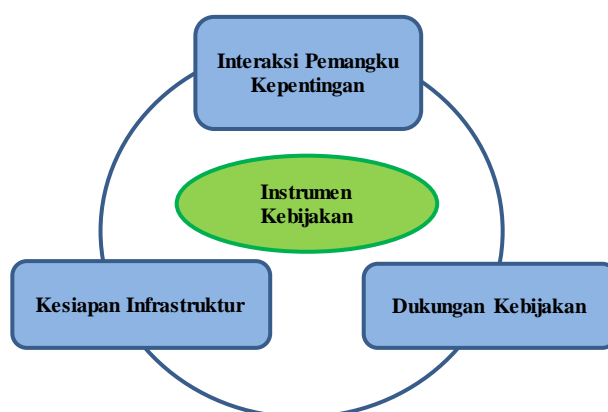 Interaksi Pemangku
Kepentingan
Instrumen
Kebijakan
Kesiapan Infrastruktur
Dukungan Kebijakan